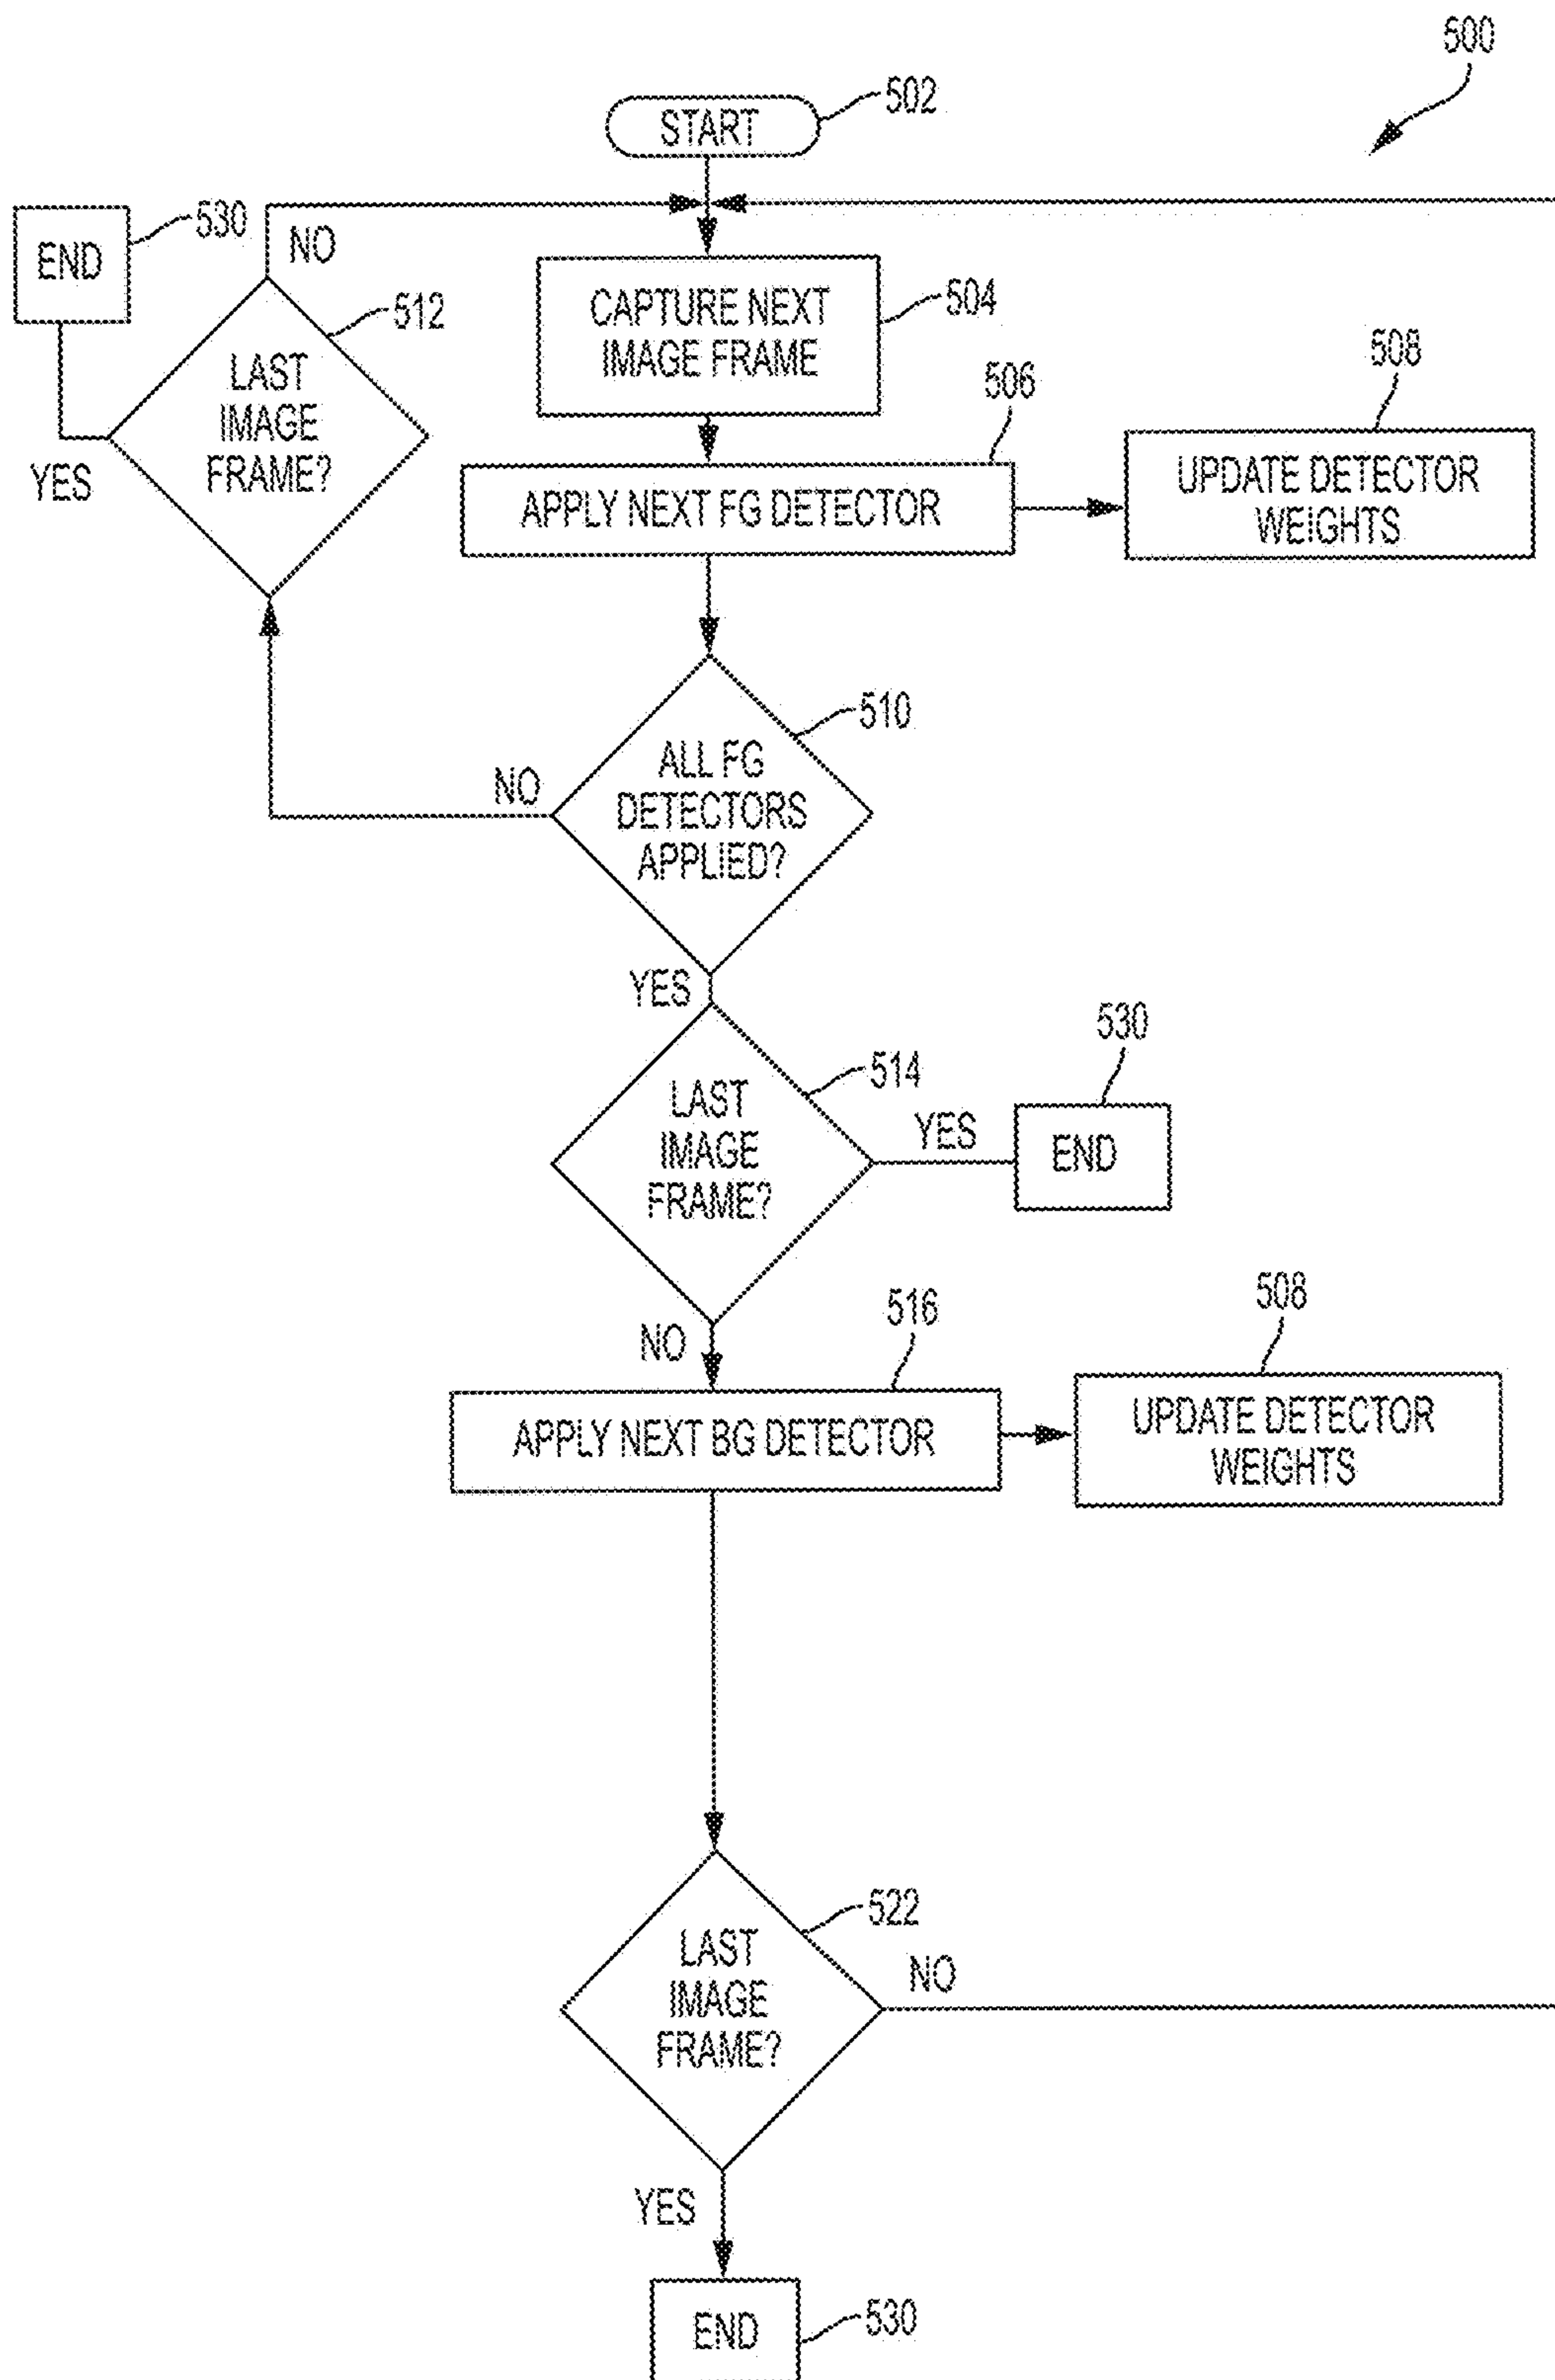 500
502
START
530
END
NO
512
LAST
IMAGE
FRAME?
YES
CAPTURE NEXT
IMAGE FRAME
504
506
APPLY NEXT FG DETECTOR
508
UPDATE DETECTOR
WEIGHTS
510
ALL FG
DETECTORS
APPLIED?
NO
YES
514
LAST
IMAGE
FRAME?
YES
530
END
NO
516
APPLY NEXT BG DETECTOR
508
UPDATE DETECTOR
WEIGHTS
522
LAST
IMAGE
FRAME?
NO
YES
END
530